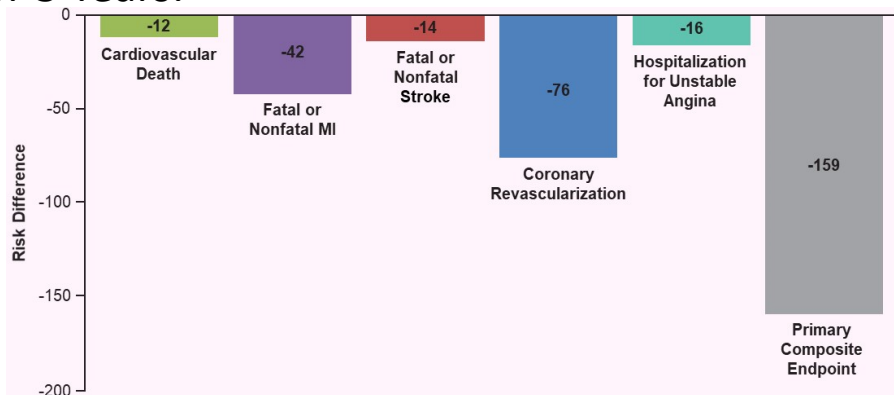 0
-50
-100
-150
-200
Risk Difference
-12
Cardiovascular
Death
-42
Fatal or
Nonfatal MI
-14
Fatal or
Nonfatal
Stroke
-76
Coronary
Revascularization
-16
Hospitalization
for Unstable
Angina
-159
Primary
Composite
Endpoint